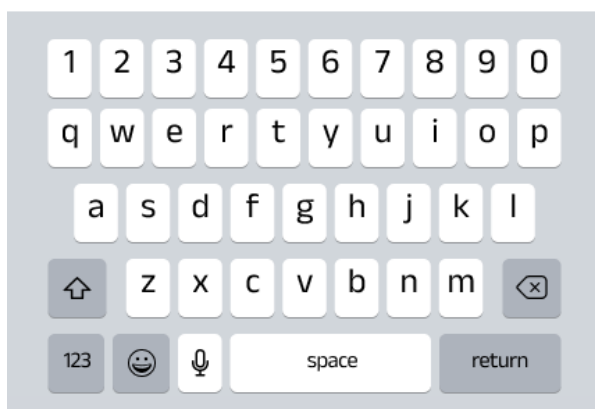 1 2 3 4 5 6 7 8 9 0
q w e r t y u i o p
a s d f g h j k l
z x c v b n m
123 space return